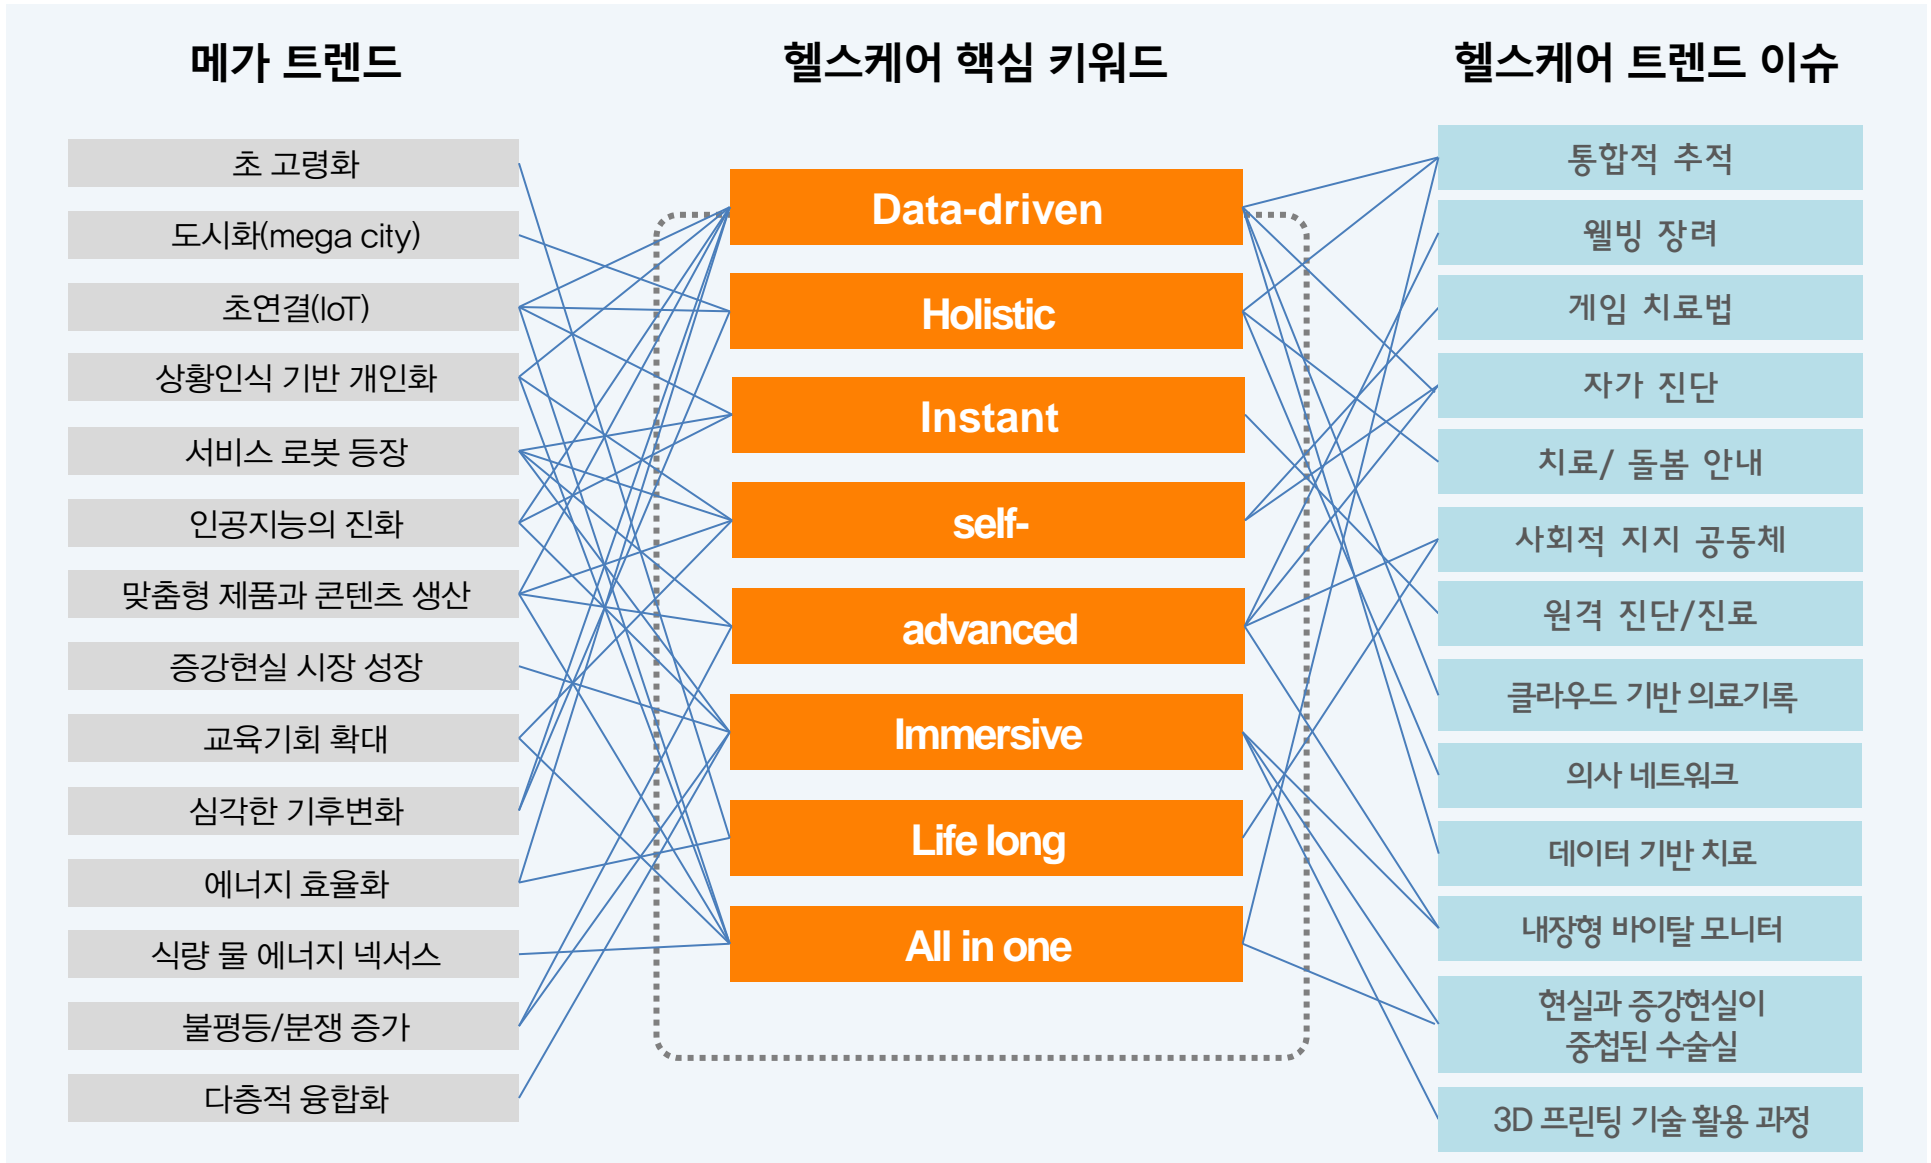 메가 트렌드
초 고령화
도시화(mega city)
초연결(IoT)
상황인식 기반 개인화
서비스 로봇 등장
인공지능의 진화
맞춤형 제품과 콘텐츠 생산
증강현실 시장 성장
교육기회 확대
심각한 기후변화
에너지 효율화
식량 물 에너지 넥서스
불평등/분쟁 증가
다층적 융합화
헬스케어 핵심 키워드
Data-driven
Holistic
Instant
self-
advanced
Immersive
Life long
All in one
헬스케어 트렌드 이슈
통합적 추적
웰빙 장려
게임 치료법
자가 진단
치료/ 돌봄 안내
사회적 지지 공동체
원격 진단/진료
클라우드 기반 의료기록
의사 네트워크
데이터 기반 치료
내장형 바이탈 모니터
현실과 증강현실이
중첩된 수술실
3D 프린팅 기술 활용 과정